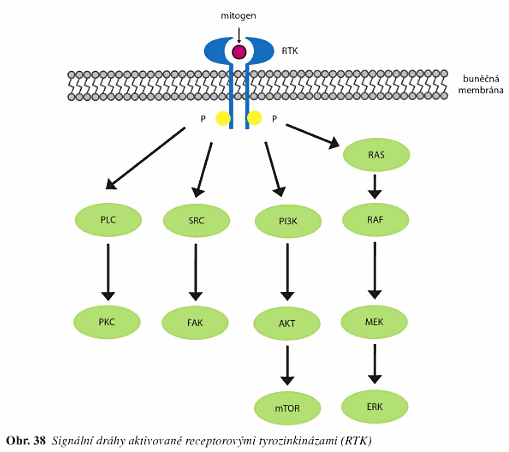 mitogen
RTK
buněčná
membrána
P P
RAS
PLC SRC PI3K RAF
PKC FAK AKT MEK
mTOR ERK
Obr. 38 Signální dráhy aktivované receptorovými tyrozinkinázami (RTK)